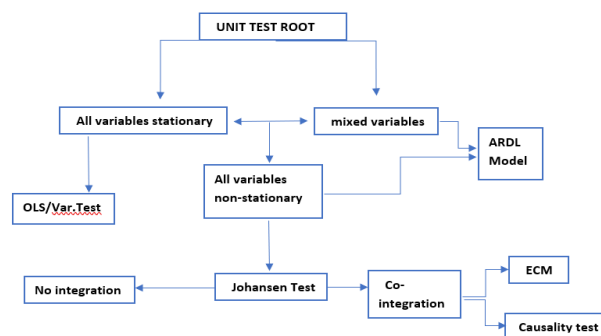 UNIT TEST ROOT
All variables stationary
mixed variables
ARDL
Model
All variables
non-stationary
OLS/Var.Test
No integration
Johansen Test
Co-
integration
ECM
Causality test